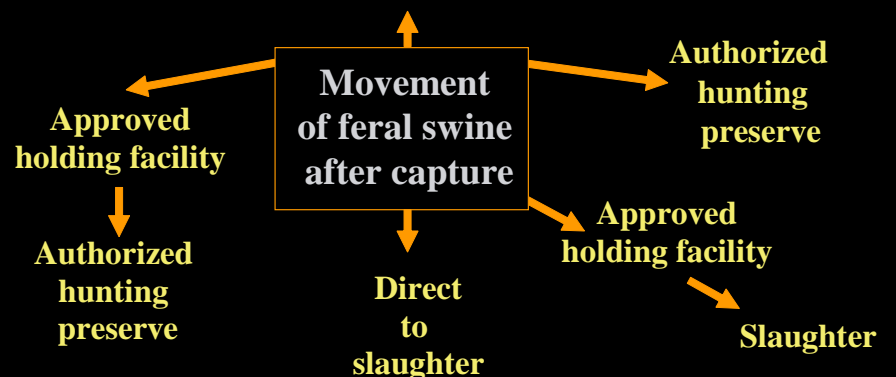 Movement
of feral swine
after capture
Approved
holding facility
Authorized
hunting
preserve
Direct
to
slaughter
Authorized
hunting
preserve
Approved
holding facility
Slaughter